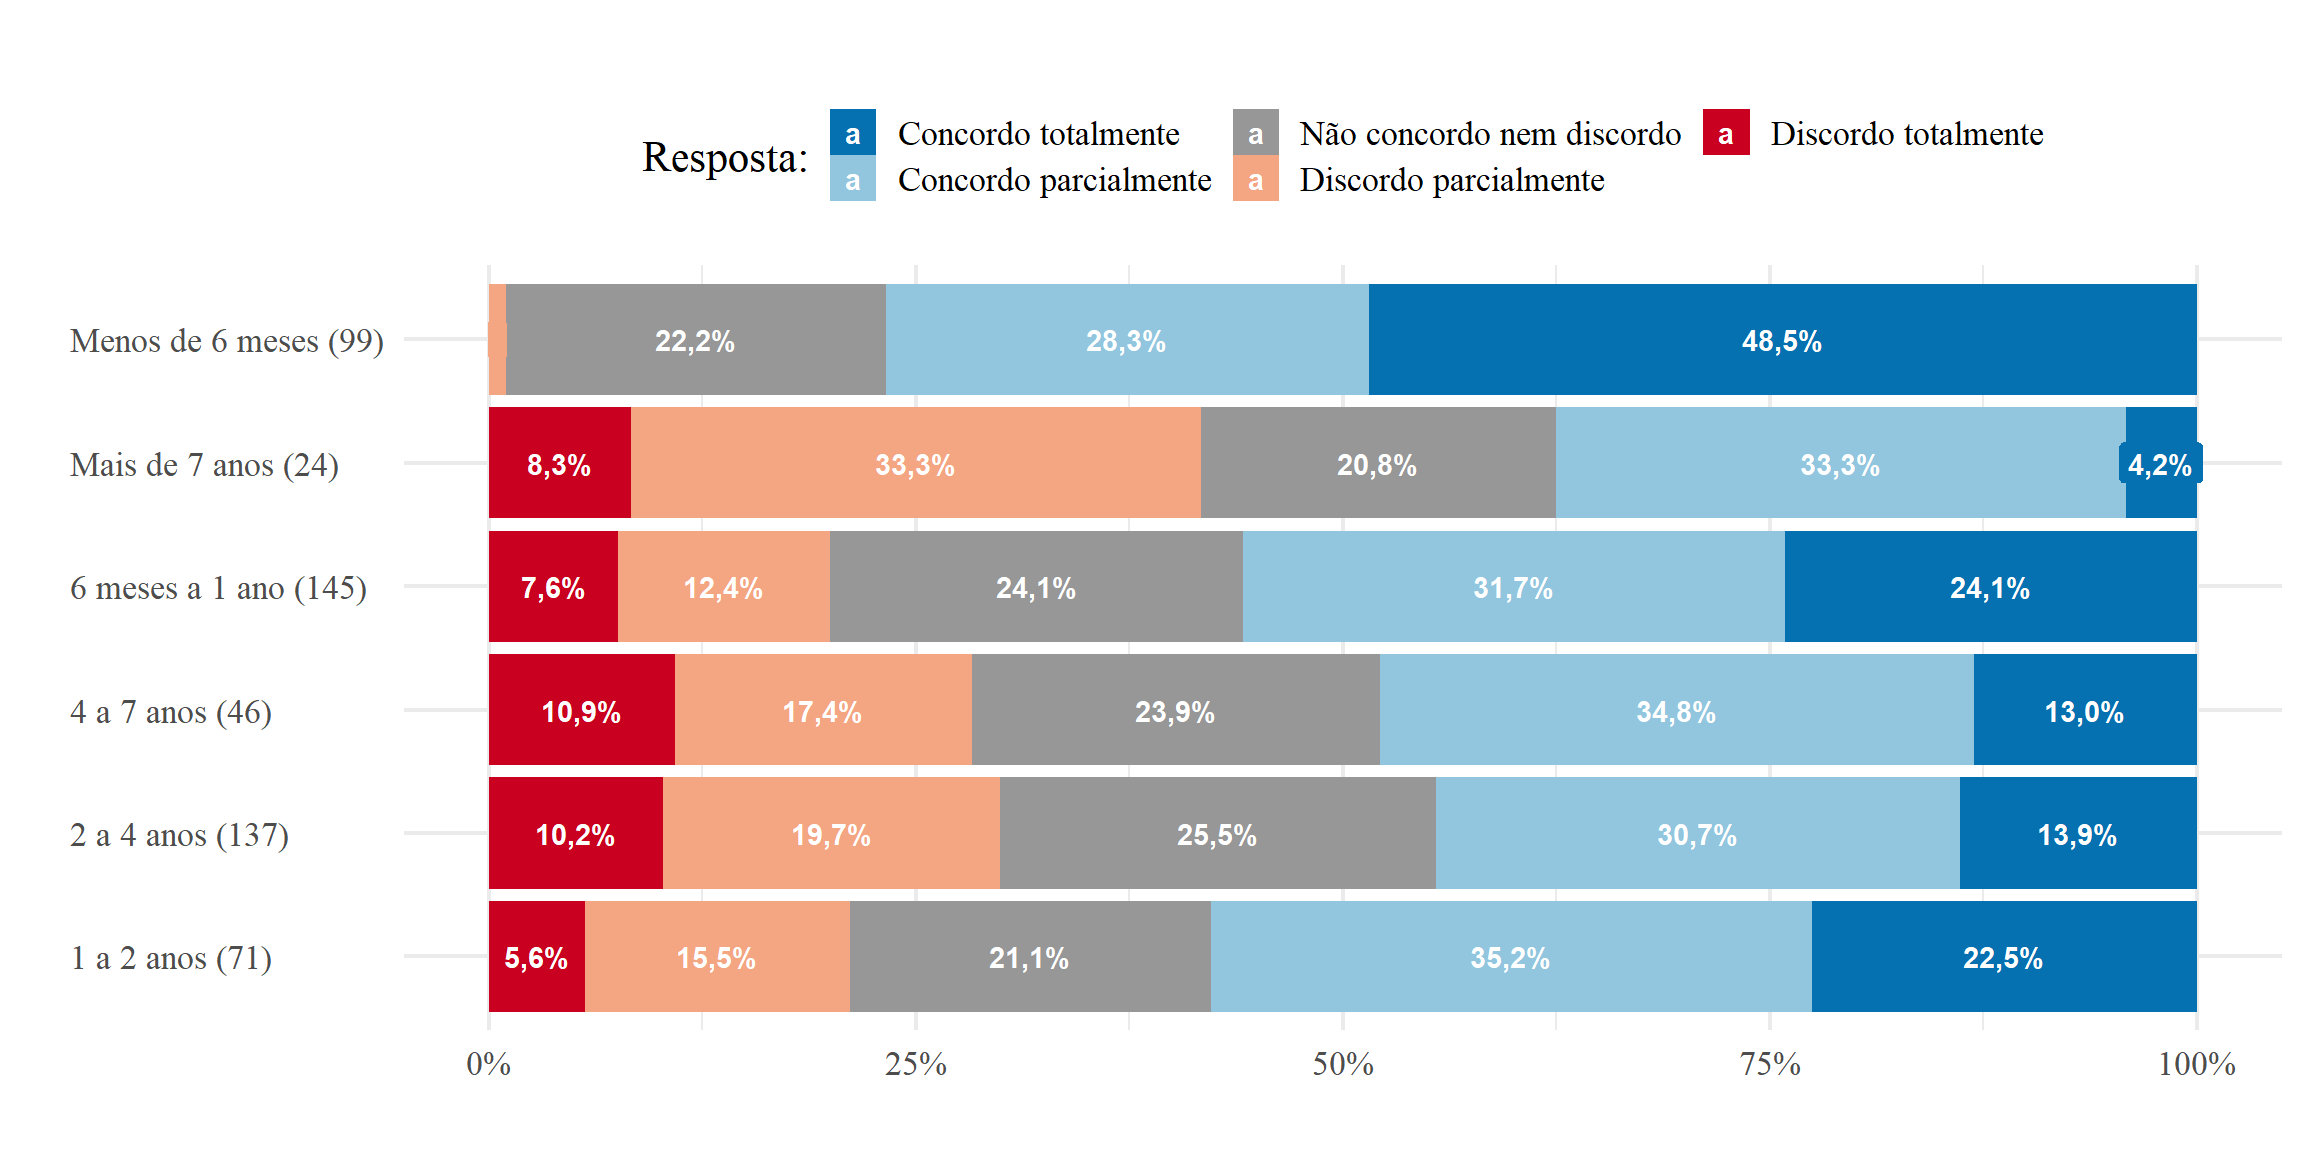 Resposta:
a Concordo totalmente
a Concordo parcialmente
a Não concordo nem discordo
a Discordo parcialmente
a Discordo totalmente
Menos de 6 meses (99) 22,2% 28,3% 48,5%
Mais de 7 anos (24) 8,3% 33,3% 20,8% 33,3% 4,2%
6 meses a 1 ano (145) 7,6% 12,4% 24,1% 31,7% 24,1%
4 a 7 anos (46) 10,9% 17,4% 23,9% 34,8% 13,0%
2 a 4 anos (137) 10,2% 19,7% 25,5% 30,7% 13,9%
1 a 2 anos (71) 5,6% 15,5% 21,1% 35,2% 22,5%
0% 25% 50% 75% 100%